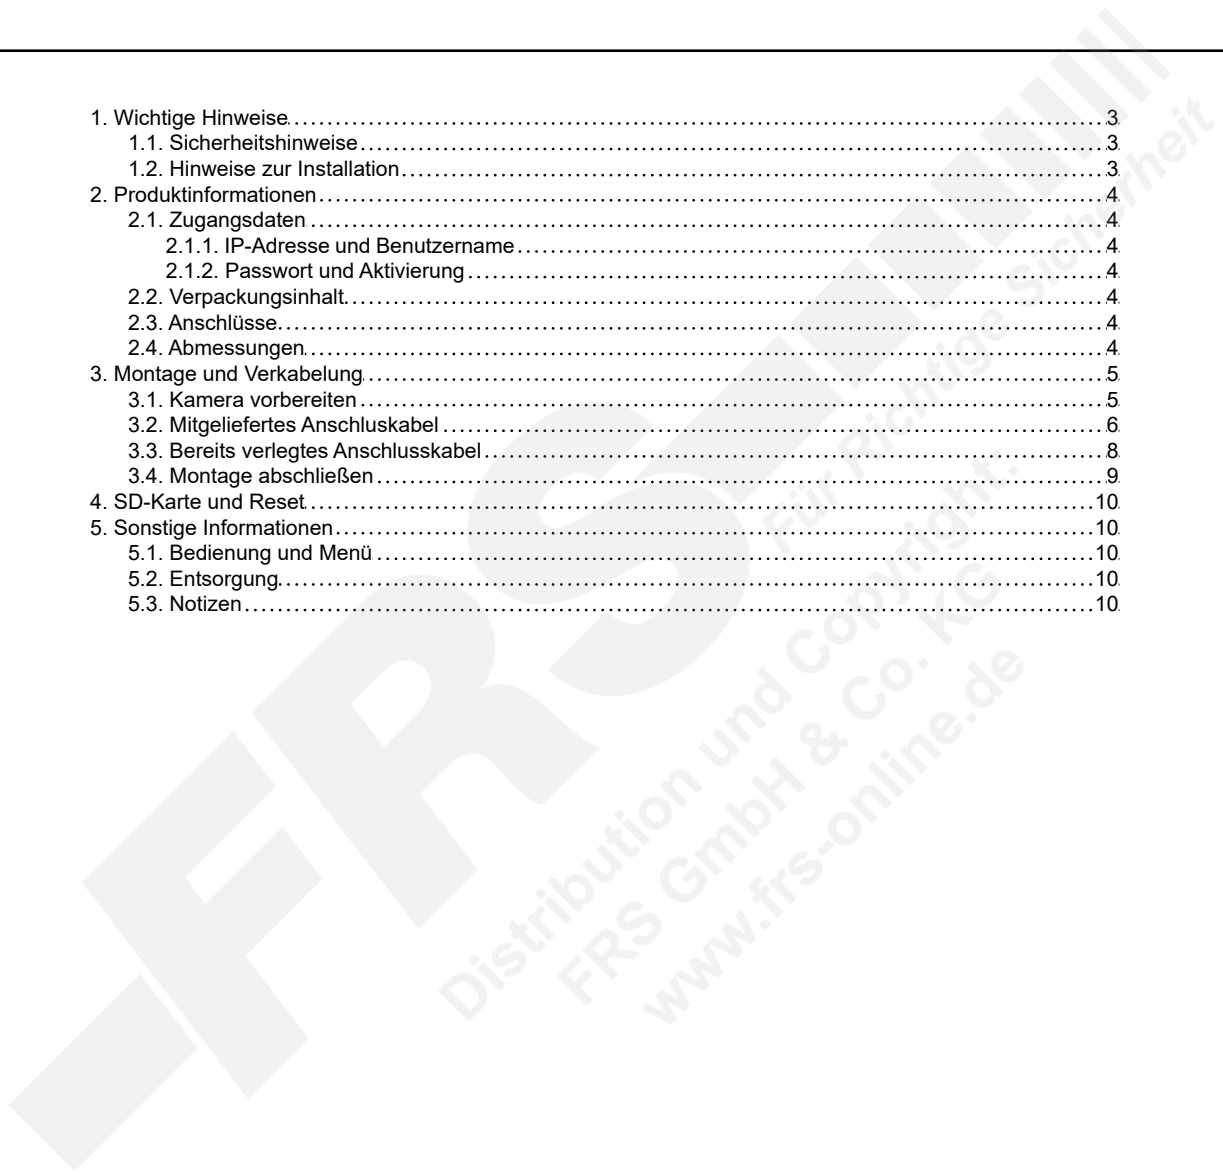 1. Wichtige Hinweise 3
1.1. Sicherheitshinweise 3
1.2. Hinweise zur Installation 3
2. Produktinformationen 4
2.1. Zugangsdaten 4
2.1.1. IP-Adresse und Benutzername 4
2.1.2. Passwort und Aktivierung 4
2.2. Verpackungsinhalt 4
2.3. Anschlüsse 4
2.4. Abmessungen 4
3. Montage und Verkabelung 5
3.1. Kamera vorbereiten 5
3.2. Mitgeliefertes Anschluskabel 6
3.3. Bereits verlegtes Anschlusskabel 8
3.4. Montage abschließen 9
4. SD-Karte und Reset 10
5. Sonstige Informationen 10
5.1. Bedienung und Menü 10
5.2. Entsorgung 10
5.3. Notizen 10
FRS
Für Richtige Sicherheit
Distribution und Copyright:
FRS GmbH & Co. KG
www.frs-online.de